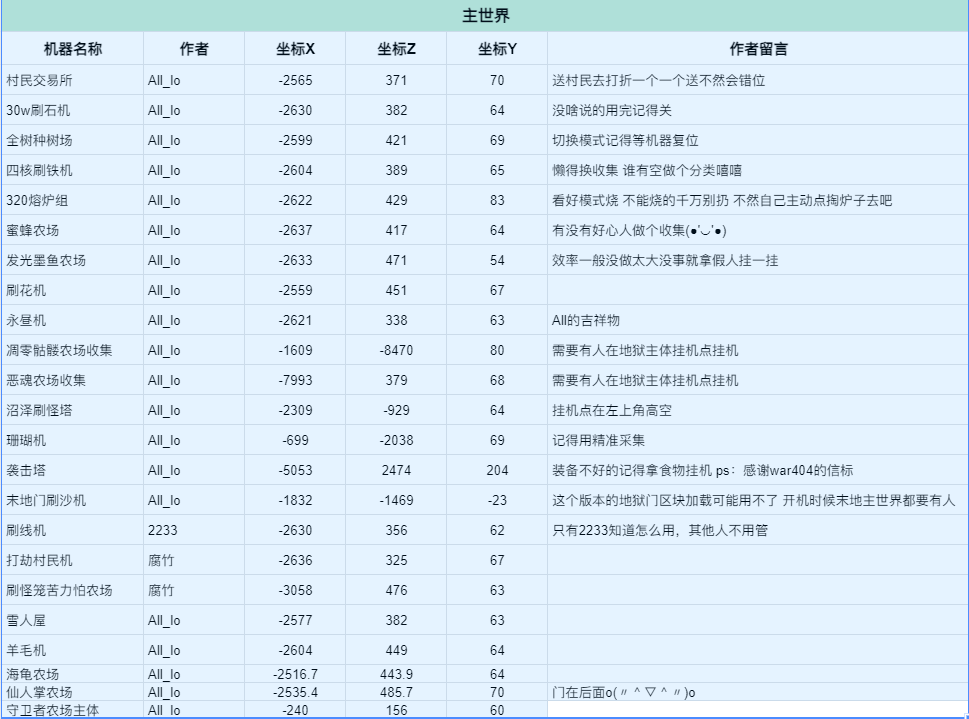 主世界
机器名称 作者 坐标X 坐标Z 坐标Y 作者留言
村民交易所 All_Io -2565 371 70 送村民去打折一个一个送不然会错位
30w刷石机 All_Io -2630 382 64 没啥说的用完记得关
全树种树场 All_Io -2599 421 69 切换模式记得等机器复位
四核刷铁机 All_Io -2604 389 65 懒得换收集 谁有空做个分类嘻嘻
320熔炉组 All_Io -2622 429 83 看好模式烧 不能烧的千万别扔 不然自己主动点掏炉子去吧
蜜蜂农场 All_Io -2637 417 64 有没有好心人做个收集(●'◡'●)
发光墨鱼农场 All_Io -2633 471 54 效率一般没做太大没事就拿假人挂一挂
刷花机 All_Io -2559 451 67
永昼机 All_Io -2621 338 63 All的吉祥物
凋零骷髅农场收集 All_Io -1609 -8470 80 需要有人在地狱主体挂机点挂机
恶魂农场收集 All_Io -7993 379 68 需要有人在地狱主体挂机点挂机
沼泽刷怪塔 All_Io -2309 -929 64 挂机点在左上角高空
珊瑚机 All_Io -699 -2038 69 记得用精准采集
袭击塔 All_Io -5053 2474 204 装备不好的记得拿食物挂机 ps：感谢war404的信标
末地门刷沙机 All_Io -1832 -1469 -23 这个版本的地狱门区块加载可能用不了 开机时候末地主世界都要有人
刷线机 2233 -2630 356 62 只有2233知道怎么用，其他人不用管
打劫村民机 腐竹 -2636 325 67
刷怪笼苦力怕农场 腐竹 -3058 476 63
雪人屋 All_Io -2577 382 63
羊毛机 All_Io -2604 449 64
海龟农场 All_Io -2516.7 443.9 64
仙人掌农场 All_Io -2535.4 485.7 70 门在后面o(〃＾▽＾〃)o
守卫者农场主体 All_Io -240 156 60